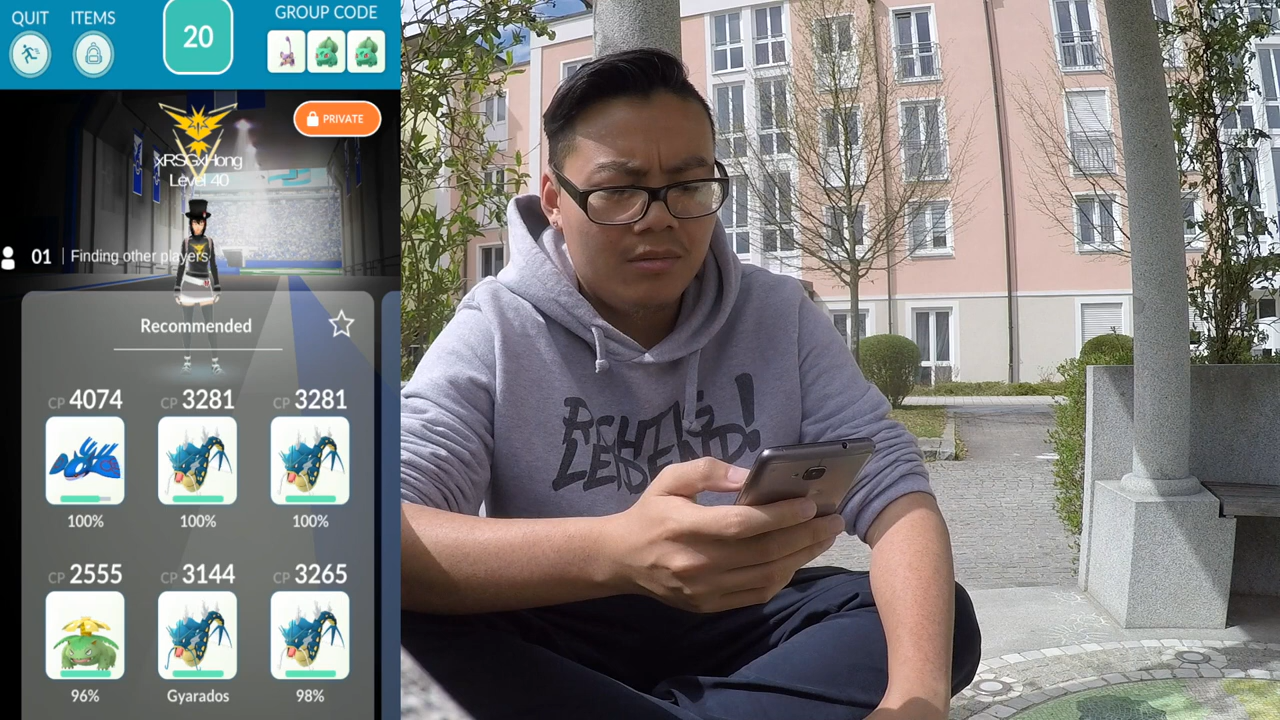 QUIT
ITEMS
20
GROUP CODE
PRIVATE
xRSGxHong
Level 40
01 | Finding other players
Recommended
CP 4074
CP 3281
CP 3281
100%
100%
100%
CP 2555
CP 3144
CP 3265
96%
Gyarados
98%